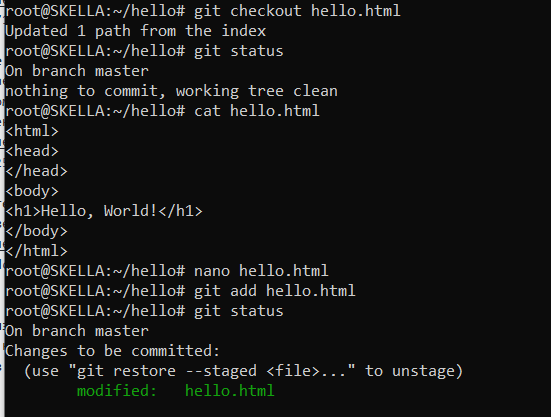 root@SKELLA:~/hello# git checkout hello.html
Updated 1 path from the index
root@SKELLA:~/hello# git status
On branch master
nothing to commit, working tree clean
root@SKELLA:~/hello# cat hello.html
<html>
<head>
</head>
<body>
<h1>Hello, World!</h1>
</body>
</html>
root@SKELLA:~/hello# nano hello.html
root@SKELLA:~/hello# git add hello.html
root@SKELLA:~/hello# git status
On branch master
Changes to be committed:
  (use "git restore --staged <file>..." to unstage)
        modified:   hello.html